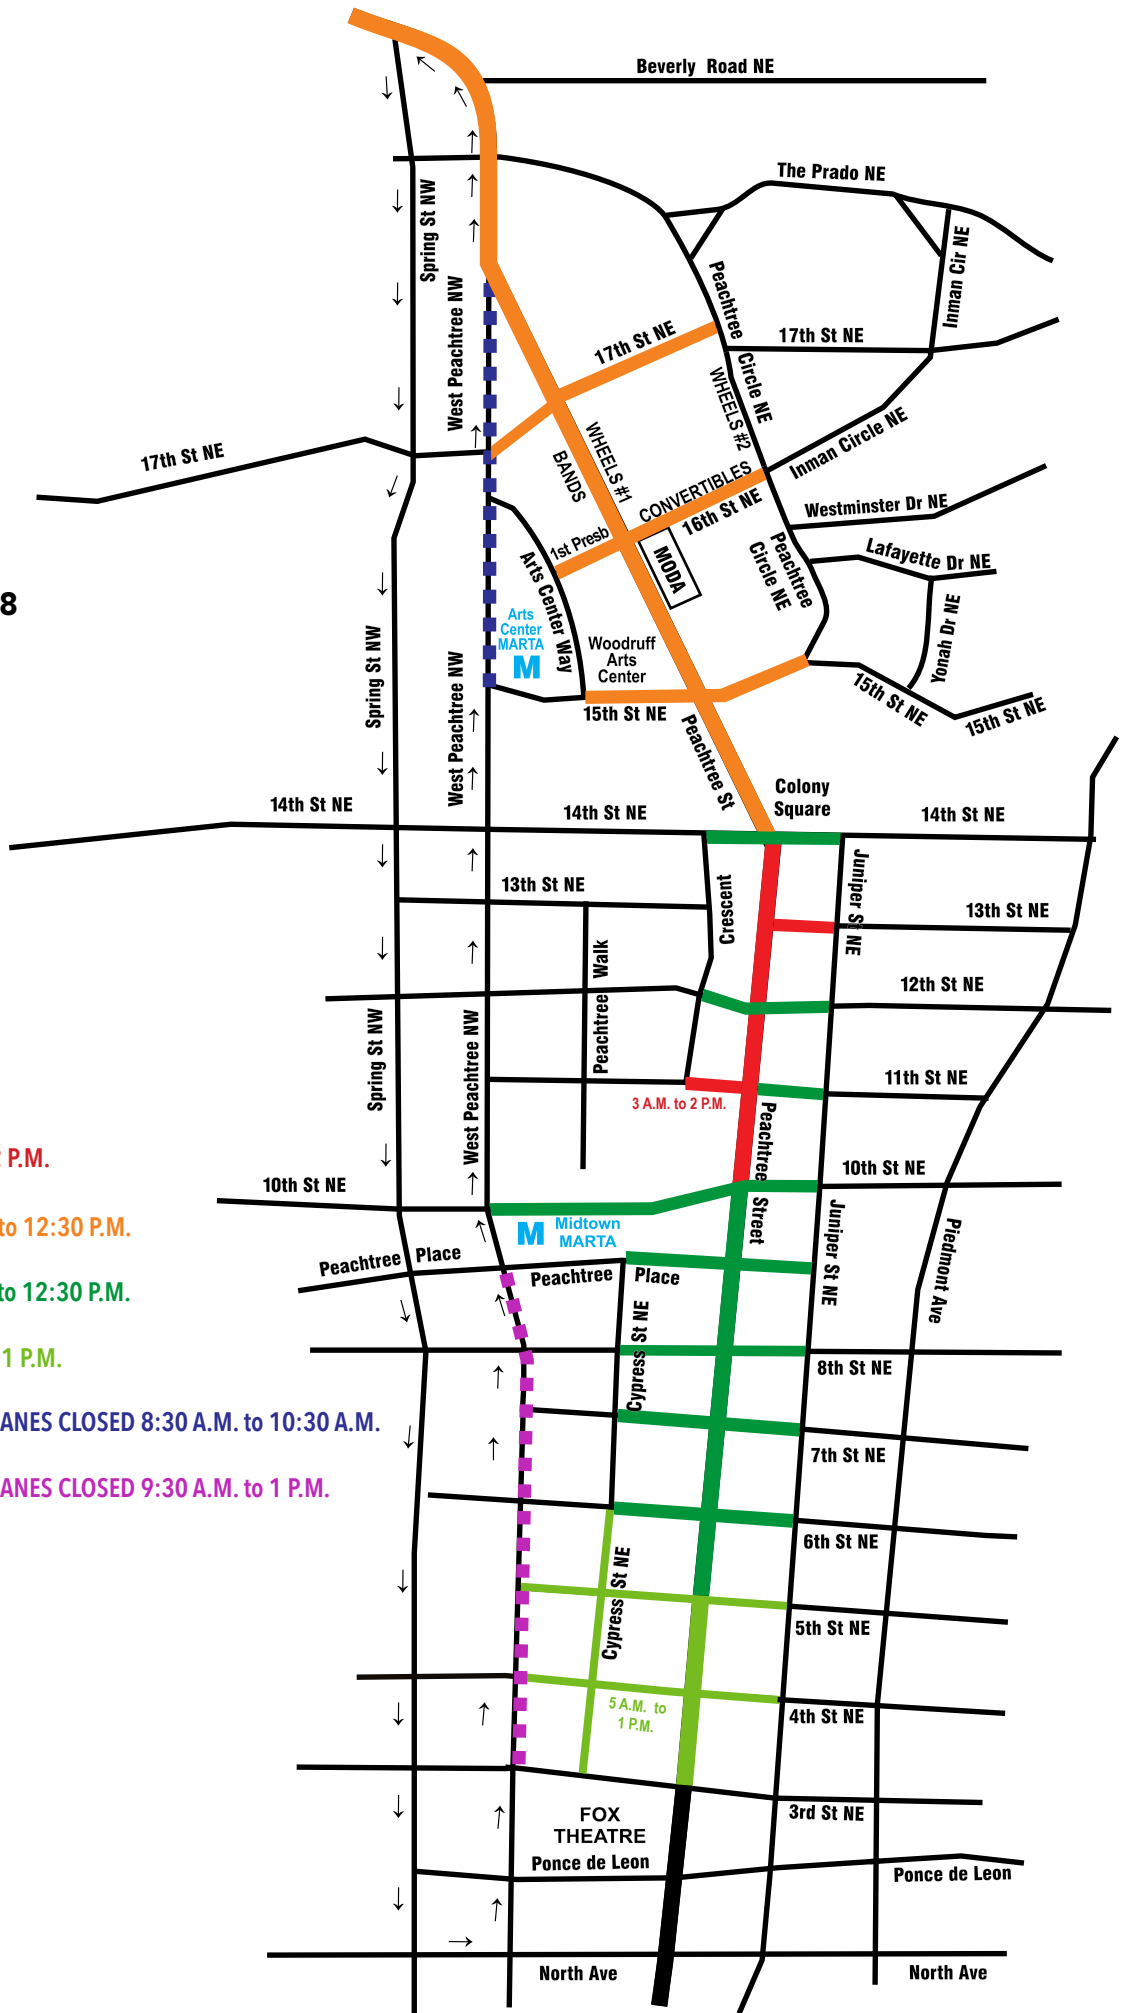 Beverly Road NE
The Prado NE
Spring St NW
Inman Cir NE
Peachtree
Circle NE
West Peachtree NW
17th St NE
17th St NE
WHEELS #2
WHEELS #1
BANDS
Inman Circle NE
17th St NE
CONVERTIBLES
16th St NE
Westminster Dr NE
1st Presb
MODA
Peachtree
Circle NE
Lafayette Dr NE
Arts Center Way
8
Arts
Center
MARTA
M
Woodruff
Arts
Center
Yonah Dr NE
Spring St NW
West Peachtree NW
15th St NE
15th St NE
15th St NE
Peachtree St
Colony
Square
14th St NE
14th St NE
14th St NE
13th St NE
Crescent
Juniper St NE
13th St NE
Peachtree Walk
12th St NE
Spring St NW
West Peachtree NW
11th St NE
3 A.M. to 2 P.M.
Peachtree Street
P.M.
10th St NE
10th St NE
to 12:30 P.M.
M
Midtown
MARTA
Juniper St NE
Piedmont Ave
Peachtree Place
Peachtree Place
to 12:30 P.M.
Cypress St NE
1 P.M.
8th St NE
ANES CLOSED 8:30 A.M. to 10:30 A.M.
7th St NE
ANES CLOSED 9:30 A.M. to 1 P.M.
6th St NE
Cypress St NE
5th St NE
5 A.M. to
1 P.M.
4th St NE
3rd St NE
FOX
THEATRE
Ponce de Leon
Ponce de Leon
North Ave
North Ave